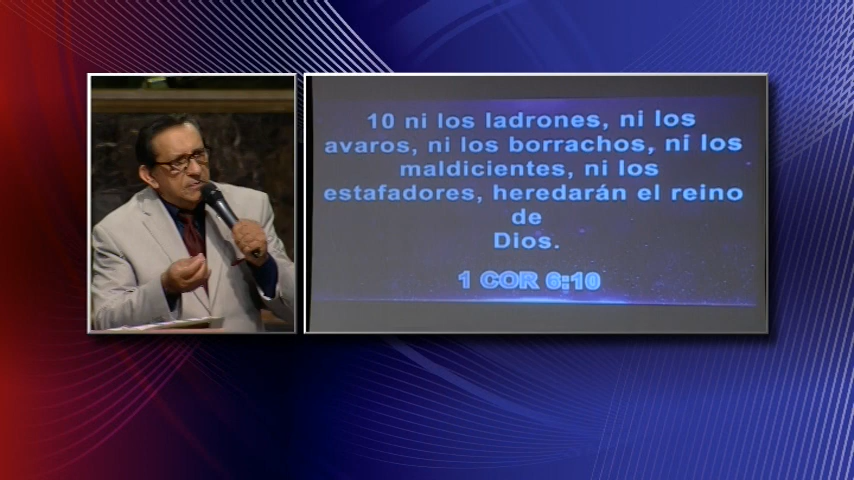 10 ni los ladrones, ni los
avaros, ni los borrachos, ni los
maldicientes, ni los
estafadores, heredarán el reino
de
Dios.
1 COR 6:10